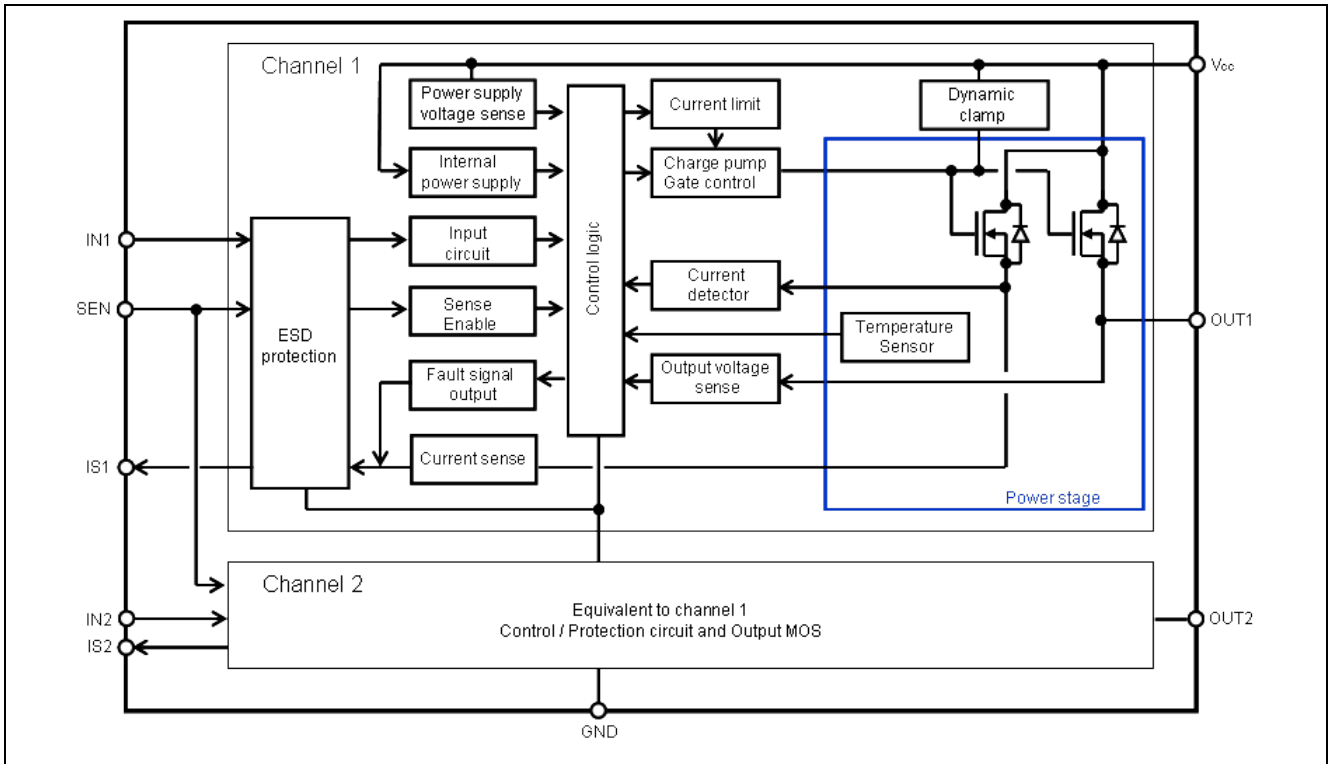 Channel 1
Vcc
Power supply
voltage sense
Current limit
Dynamic
clamp
Internal
power supply
Charge pump
Gate control
IN1
Input
circuit
Control logic
SEN
Sense
Enable
Current
detector
ESD
protection
Temperature
Sensor
OUT1
Fault signal
output
Output voltage
sense
IS1
Current sense
Power stage
Channel 2
IN2
Equivalent to channel 1
Control / Protection circuit and Output MOS
OUT2
IS2
GND